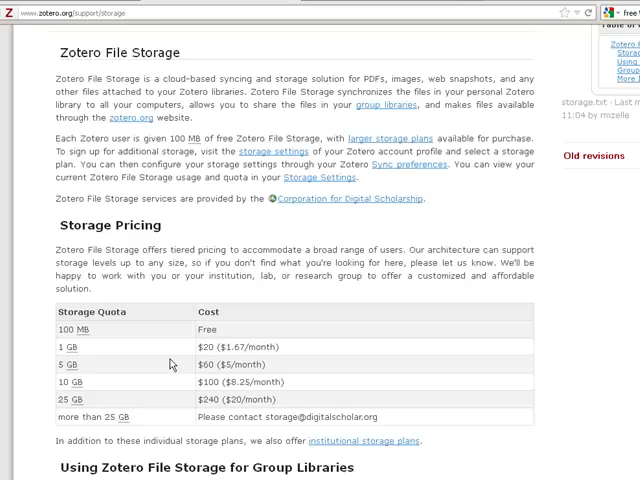 www.zotero.org/support/storage
free
Zotero File Storage
Zotero File Storage is a cloud-based syncing and storage solution for PDFs, images, web snapshots, and any
other files attached to your Zotero libraries. Zotero File Storage synchronizes the files in your personal Zotero
library to all your computers, allows you to share the files in your group libraries, and makes files available
through the zotero.org website.
Each Zotero user is given 100 MB of free Zotero File Storage, with larger storage plans available for purchase.
To sign up for additional storage, visit the storage settings of your Zotero account profile and select a storage
plan. You can then configure your storage settings through your Zotero Sync preferences. You can view your
current Zotero File Storage usage and quota in your Storage Settings.
Zotero File Storage services are provided by the Corporation for Digital Scholarship.
Storage Pricing
Zotero File Storage offers tiered pricing to accommodate a broad range of users. Our architecture can support
storage levels up to any size, so if you don't find what you're looking for here, please let us know. We'll be
happy to work with you or your institution, lab, or research group to offer a customized and affordable
solution.
Storage Quota Cost
100 MB Free
1 GB $20 ($1.67/month)
5 GB $60 ($5/month)
10 GB $100 ($8.25/month)
25 GB $240 ($20/month)
more than 25 GB Please contact storage@digitalscholar.org
In addition to these individual storage plans, we also offer institutional storage plans.
Using Zotero File Storage for Group Libraries
Zotero F
Stora
Using
Group
More I
storage.txt · Last m
11:04 by rmzelle
Old revisions